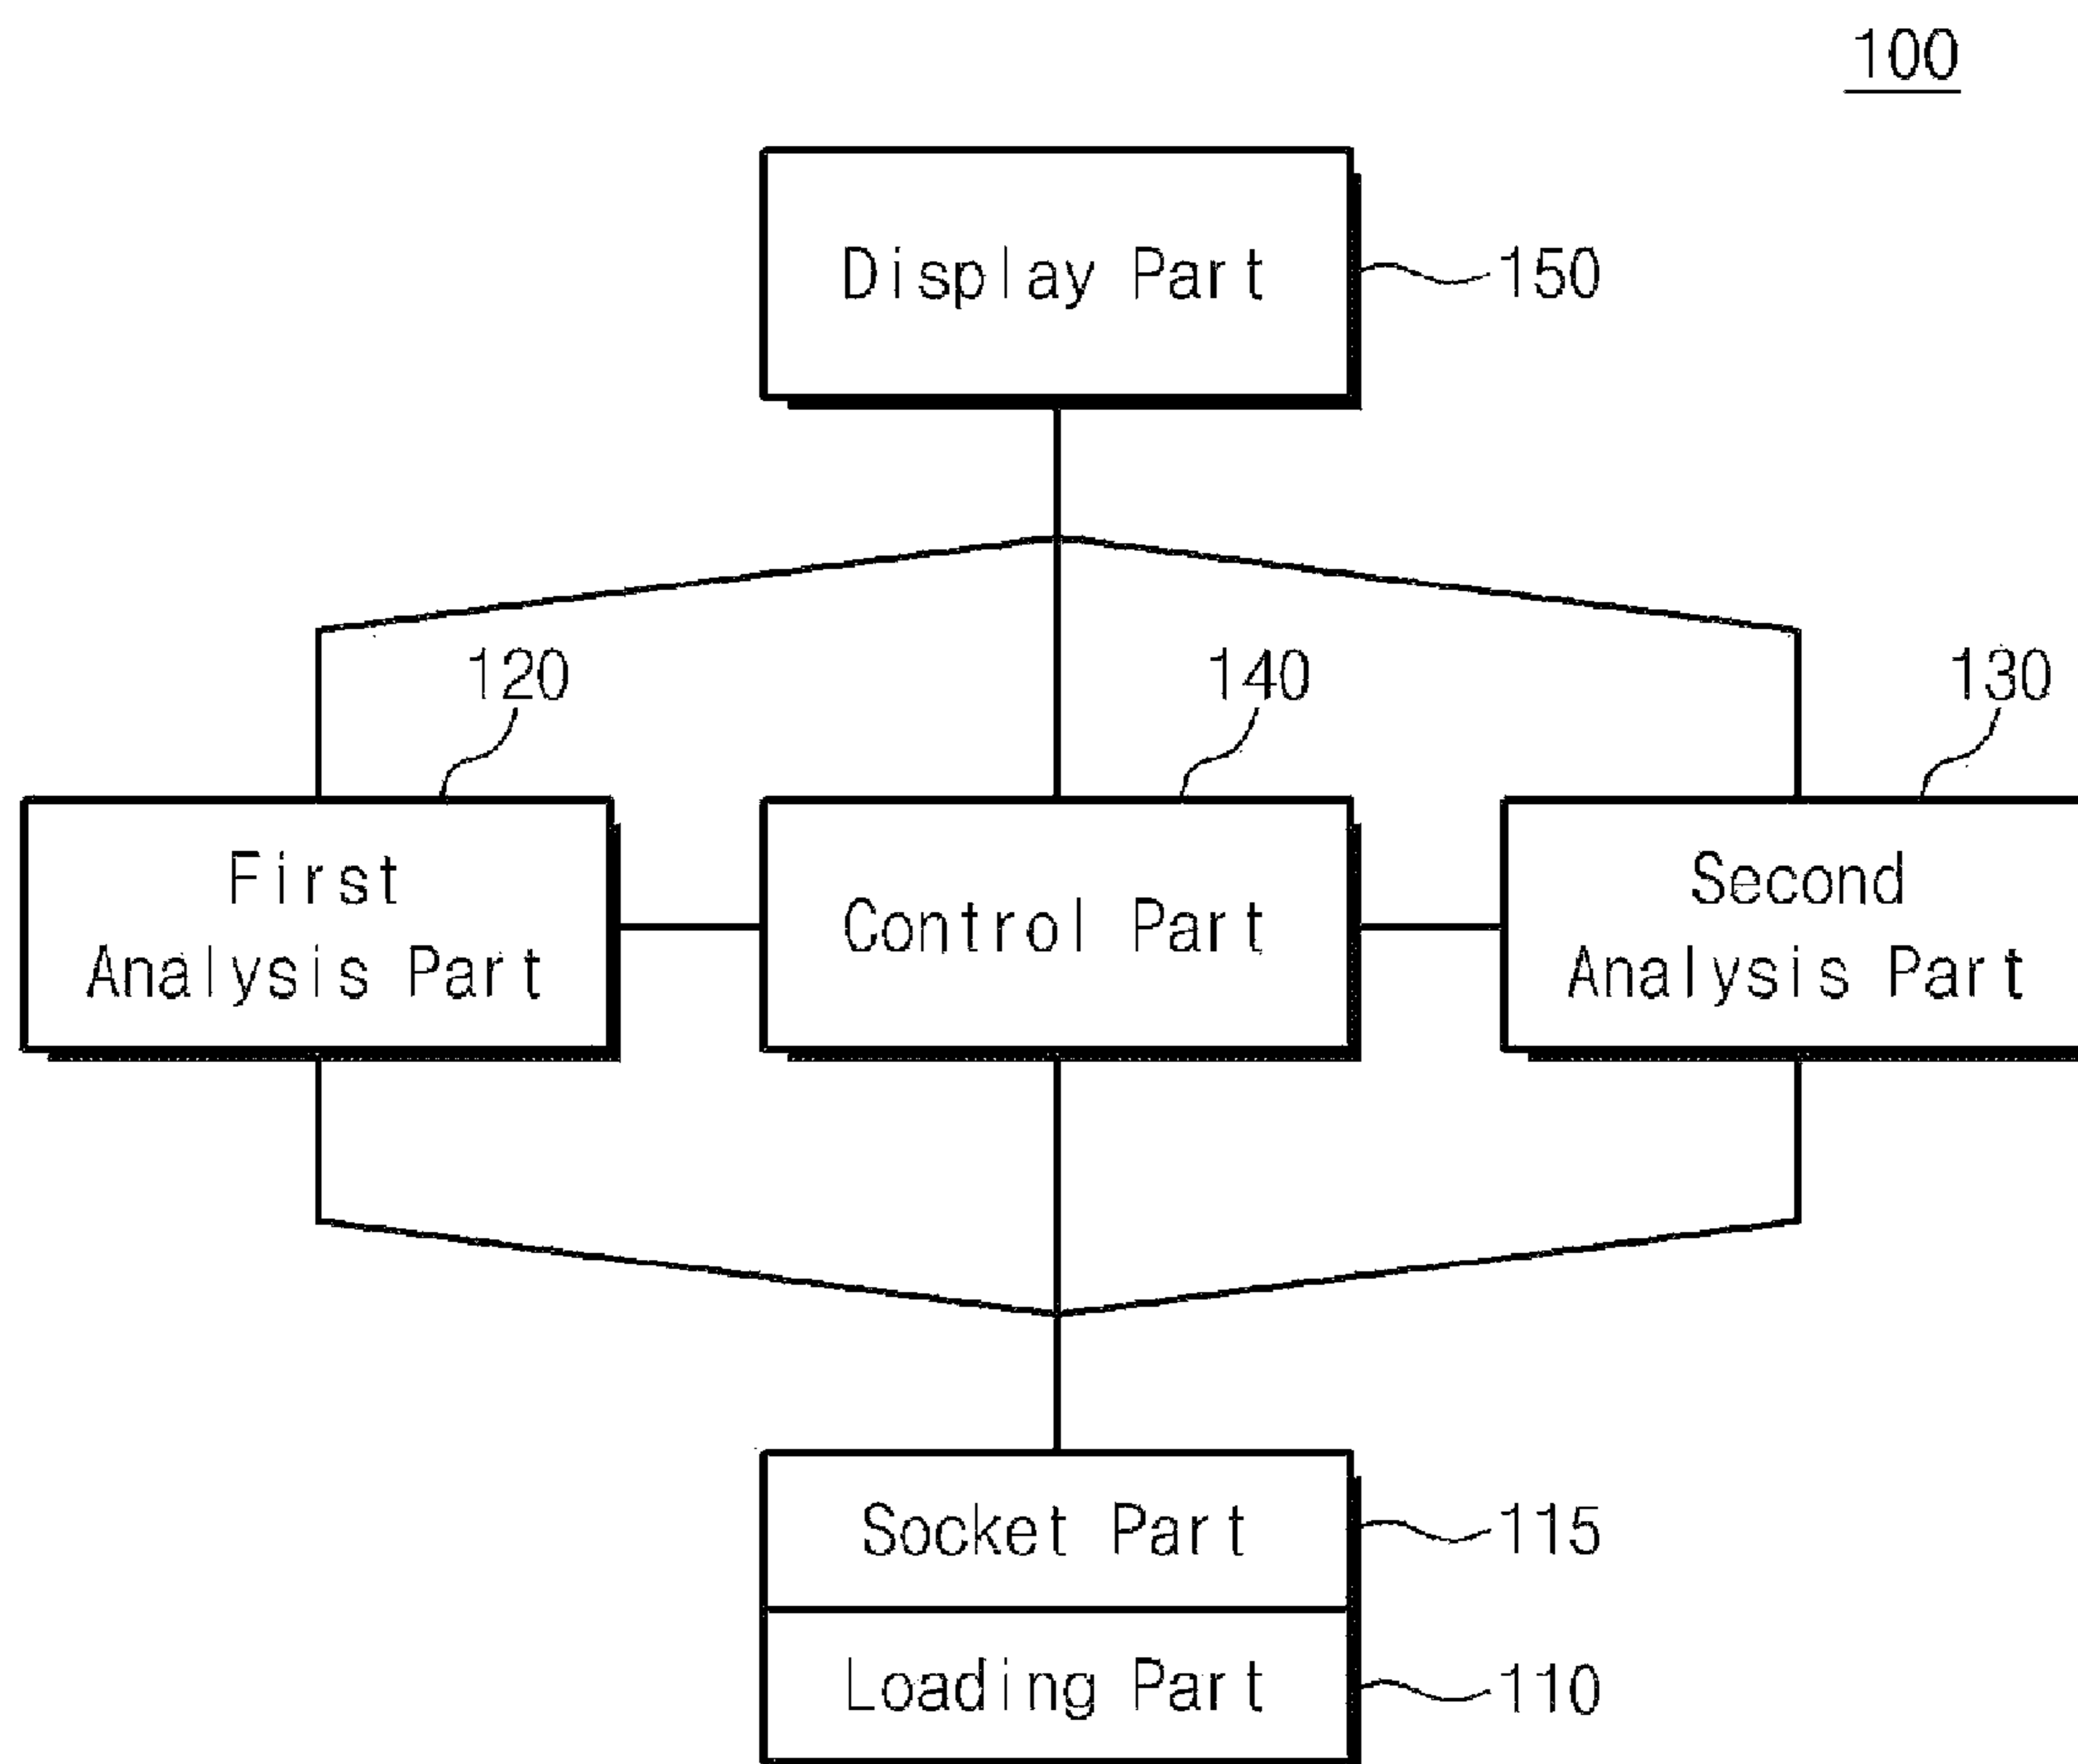 100
Display Part
150
120
140
130
First
Analysis Part
Control Part
Second
Analysis Part
Socket Part
115
Loading Part
110